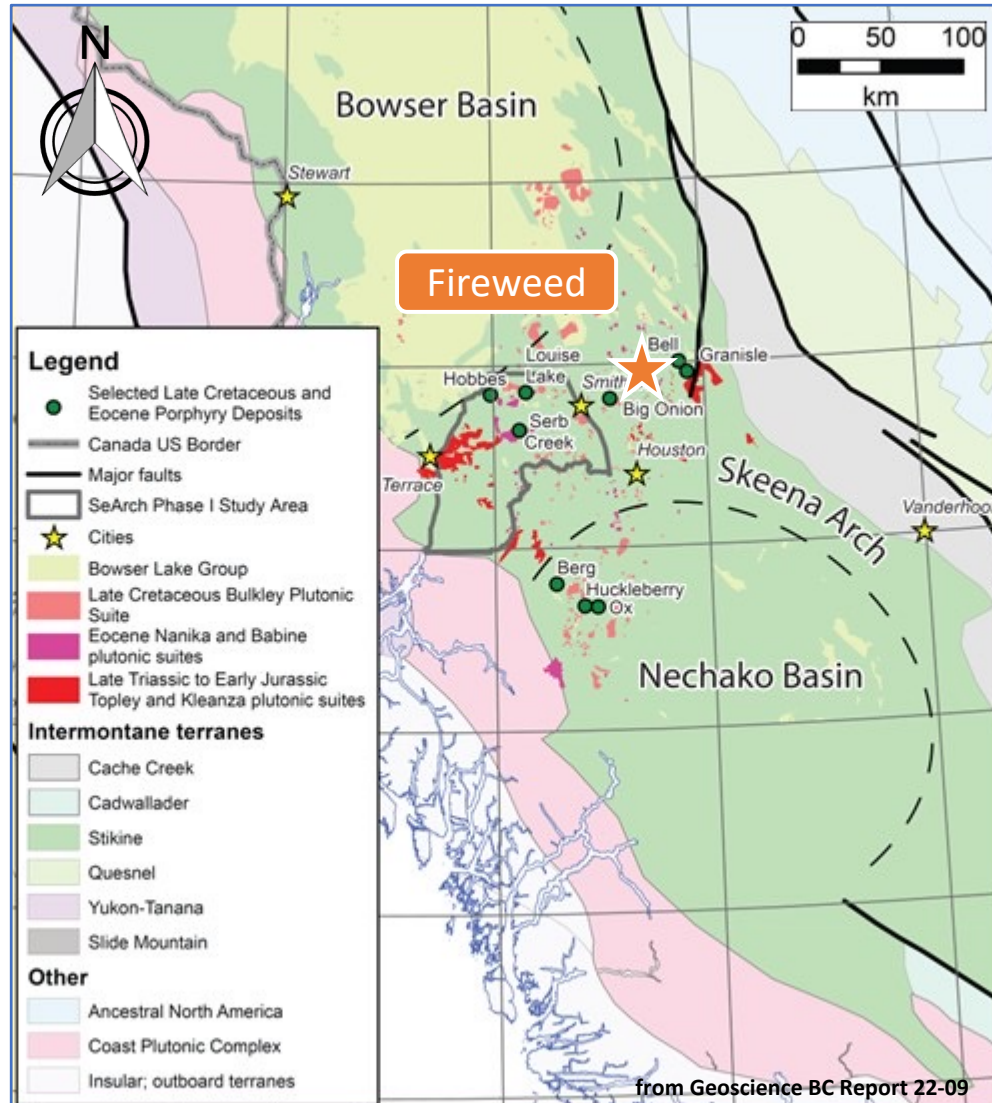 N
0 50 100
km
Bowser Basin
Stewart
Fireweed
Bell
Granisle
Louise
Lake
Hobbes
Smith
Big Onion
Serb
Creek
Houston
Terrace
Skeena Arch
Vanderhoof
Berg
Huckleberry
Ox
Nechako Basin
Legend
Selected Late Cretaceous and
Eocene Porphyry Deposits
Canada US Border
Major faults
SeArch Phase I Study Area
Cities
Bowser Lake Group
Late Cretaceous Bulkley Plutonic
Suite
Eocene Nanika and Babine
plutonic suites
Late Triassic to Early Jurassic
Topley and Kleanza plutonic suites
Intermontane terranes
Cache Creek
Cadwallader
Stikine
Quesnel
Yukon-Tanana
Slide Mountain
Other
Ancestral North America
Coast Plutonic Complex
Insular; outboard terranes
from Geoscience BC Report 22-09